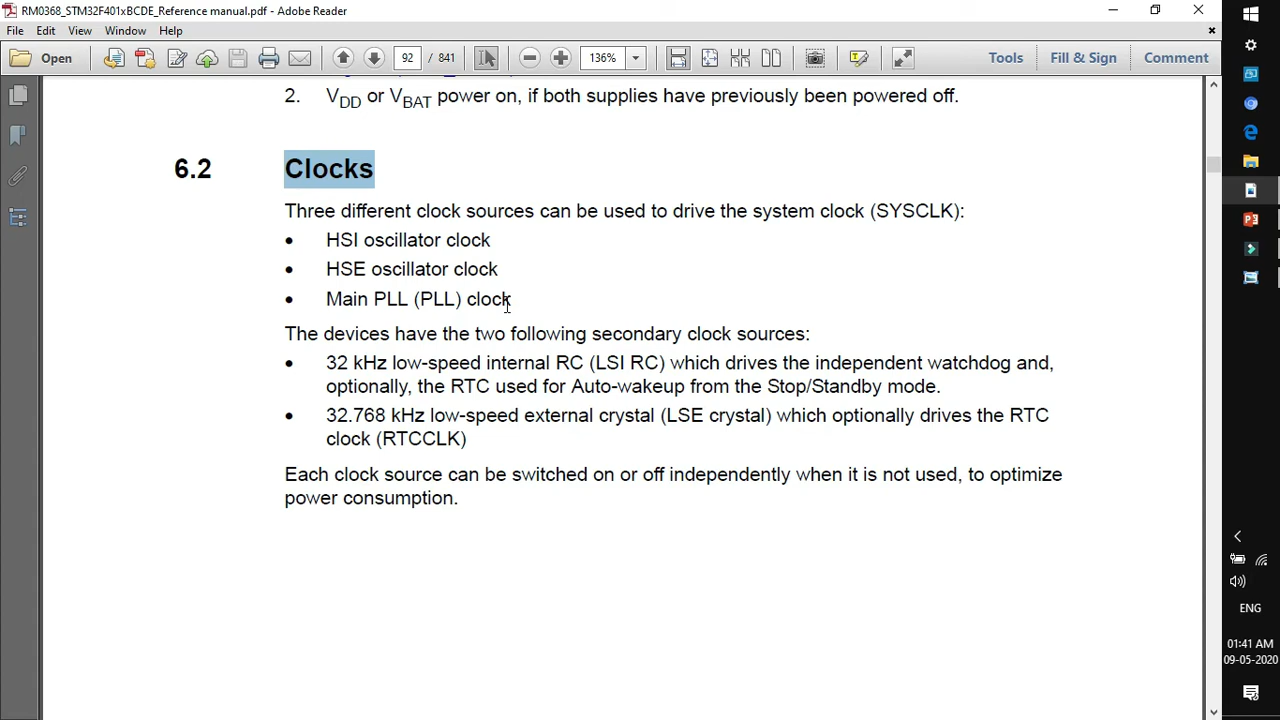 RM0368_STM32F401xBCDE_Reference manual.pdf - Adobe Reader
File Edit View Window Help
Open 92 / 841 136% Tools Fill & Sign Comment
2. VDD or VBAT power on, if both supplies have previously been powered off.
6.2 Clocks
Three different clock sources can be used to drive the system clock (SYSCLK):
• HSI oscillator clock
• HSE oscillator clock
• Main PLL (PLL) clock
The devices have the two following secondary clock sources:
• 32 kHz low-speed internal RC (LSI RC) which drives the independent watchdog and,
optionally, the RTC used for Auto-wakeup from the Stop/Standby mode.
• 32.768 kHz low-speed external crystal (LSE crystal) which optionally drives the RTC
clock (RTCCLK)
Each clock source can be switched on or off independently when it is not used, to optimize
power consumption.
ENG
01:41 AM
09-05-2020